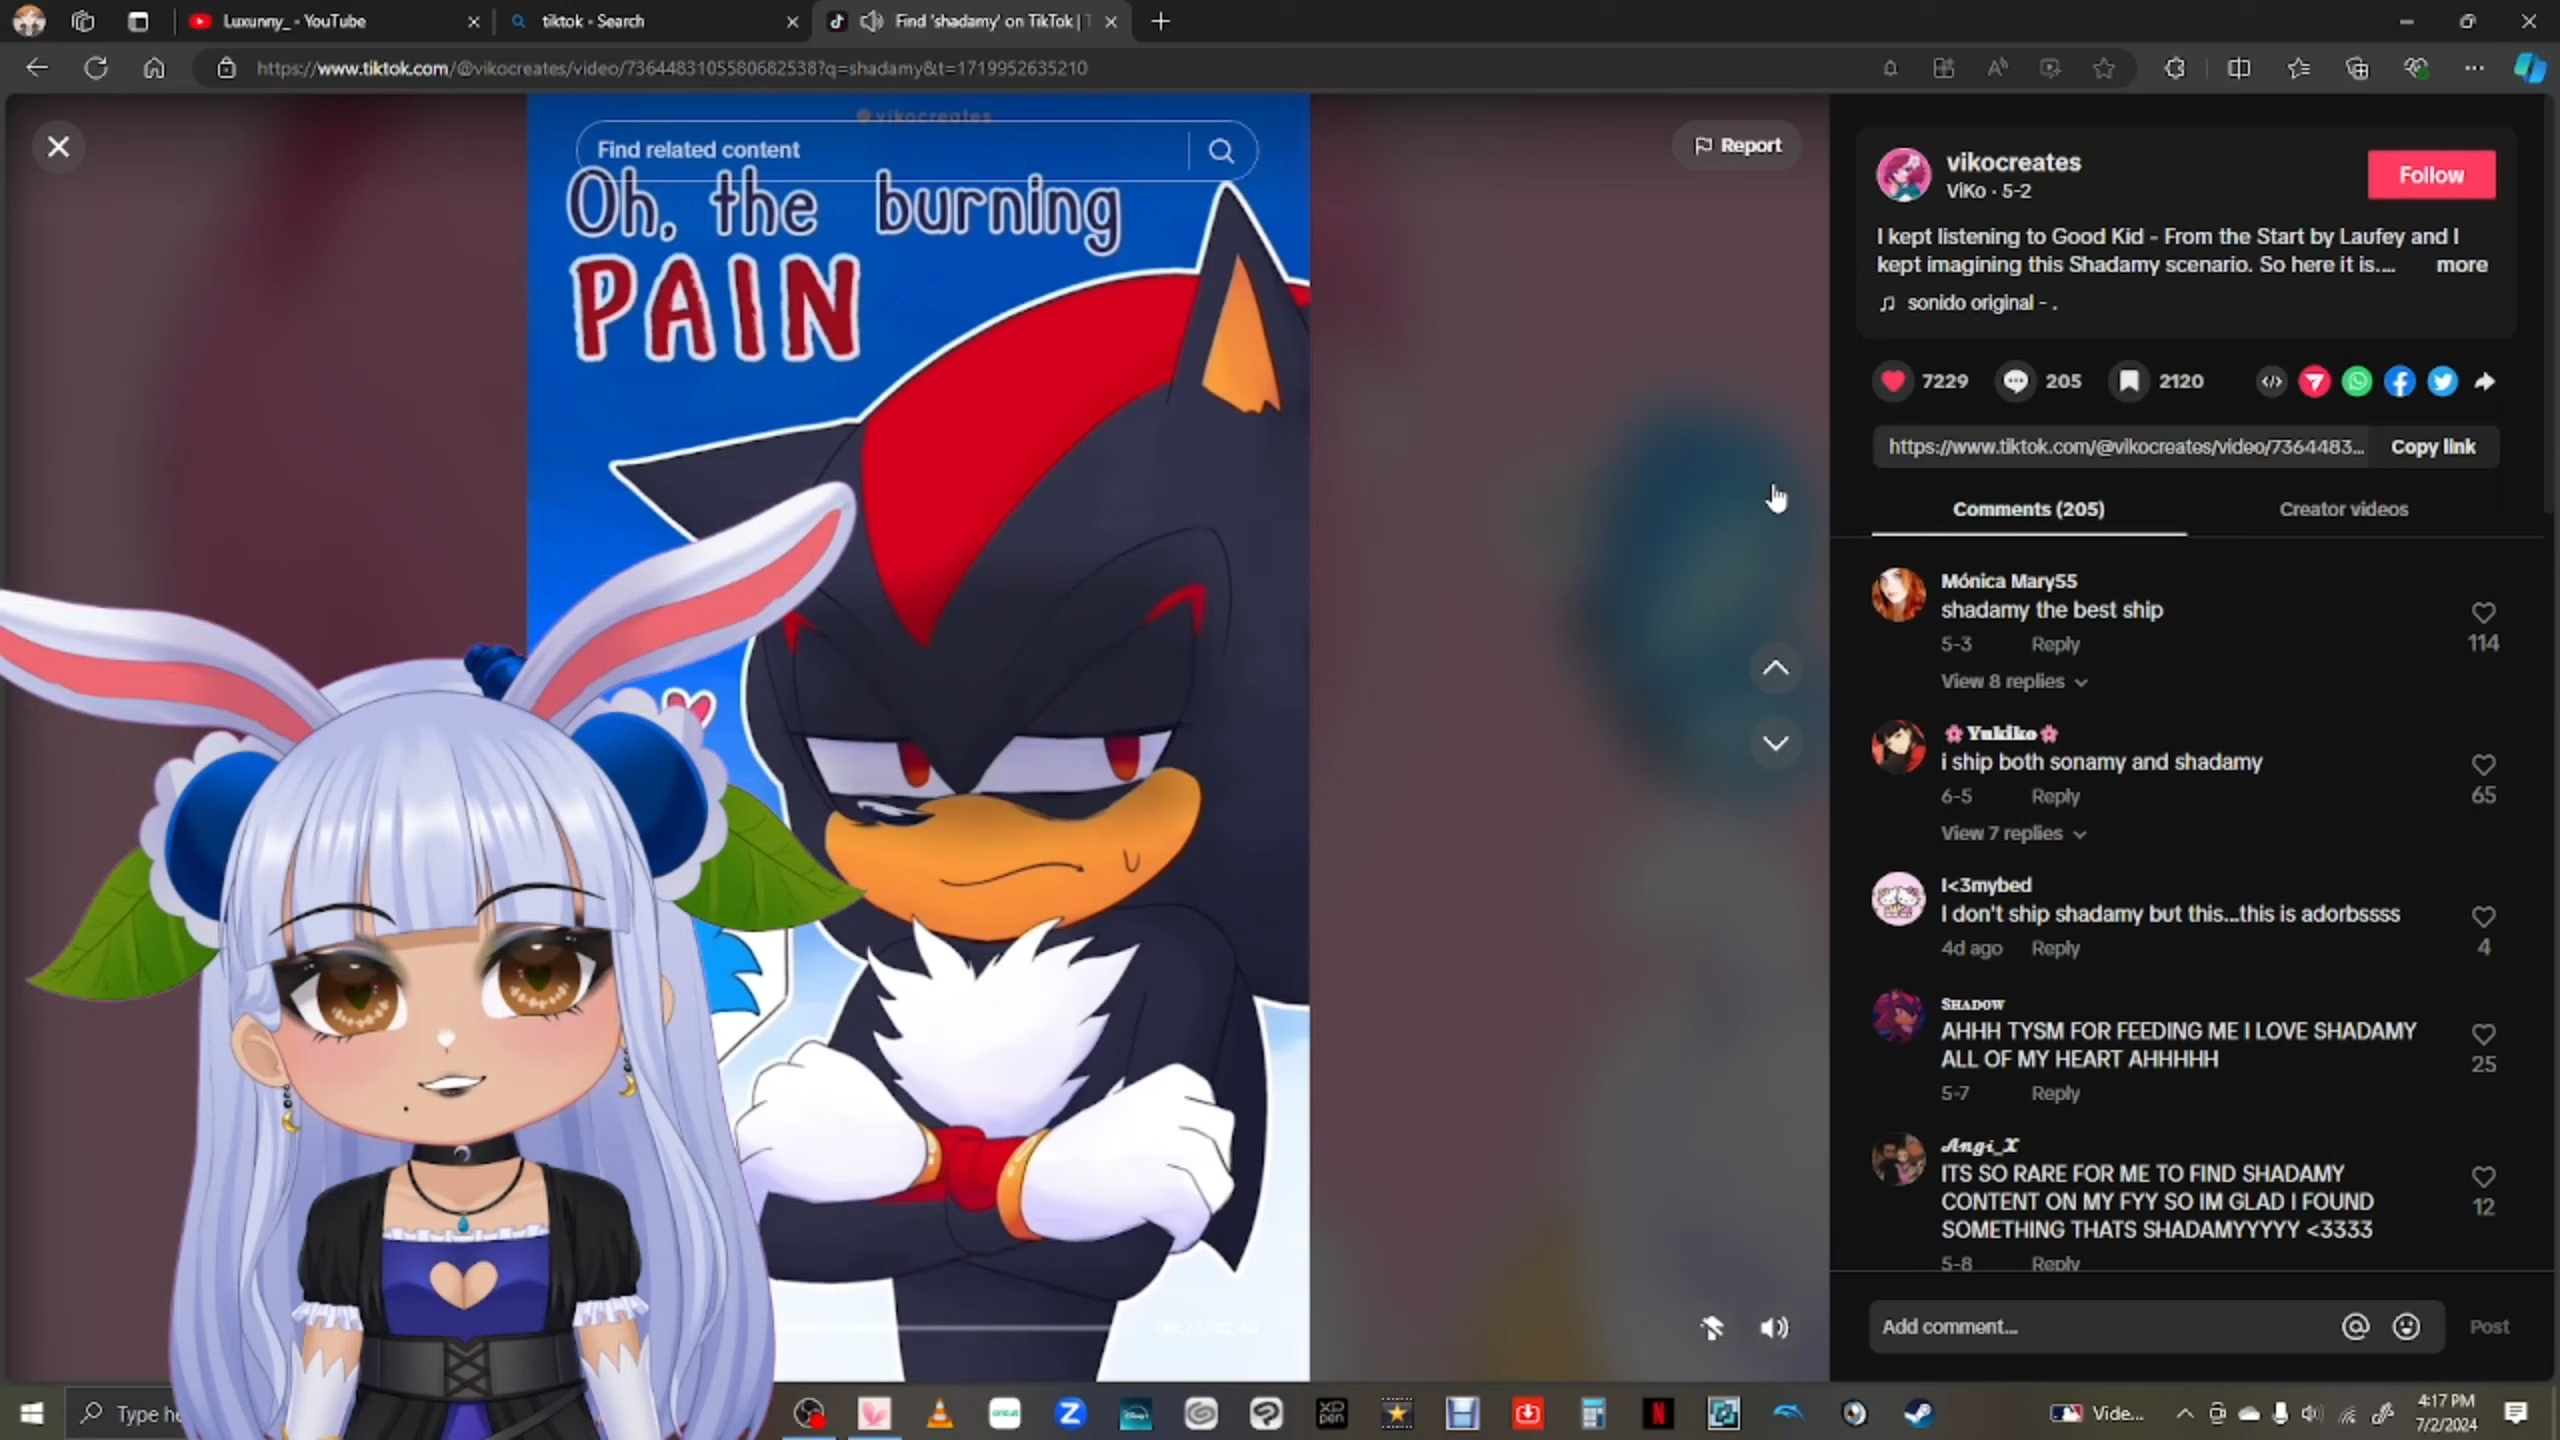 Luxunny_ - YouTube
tiktok - Search
Find 'shadamy' on TikTok | T
https://www.tiktok.com/@vikocreates/video/7364483105580682538?q=shadamy&t=1719952635210
vikocreates
Find related content
Report
Oh, the burning
PAIN
vikocreates
ViKo · 5-2
Follow
I kept listening to Good Kid - From the Start by Laufey and I
kept imagining this Shadamy scenario. So here it is.... more
sonido original - .
7229
205
2120
https://www.tiktok.com/@vikocreates/video/7364483...
Copy link
Comments (205)
Creator videos
Mónica Mary55
shadamy the best ship
5-3 Reply
114
View 8 replies
🌸Yukiko🌸
i ship both sonamy and shadamy
6-5 Reply
65
View 7 replies
I<3mybed
I don't ship shadamy but this...this is adorbssss
4d ago Reply
4
Shadow
AHHH TYSM FOR FEEDING ME I LOVE SHADAMY
ALL OF MY HEART AHHHHH
5-7 Reply
25
Angi_X
ITS SO RARE FOR ME TO FIND SHADAMY
CONTENT ON MY FYY SO IM GLAD I FOUND
SOMETHING THATS SHADAMYYYYY <3333
5-8 Reply
12
Add comment...
Post
Type he
cricut
XP
pen
Disney+
Vide...
4:17 PM
7/2/2024